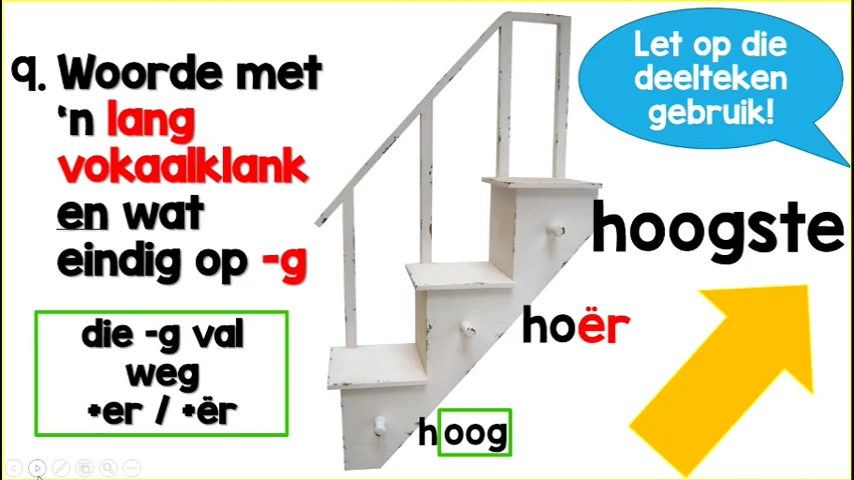 9. Woorde met
'n lang
vokaalklank
en wat
eindig op -g
die -g val
weg
+er / +ër
Let op die
deelteken
gebruik!
hoogste
hoër
hoog